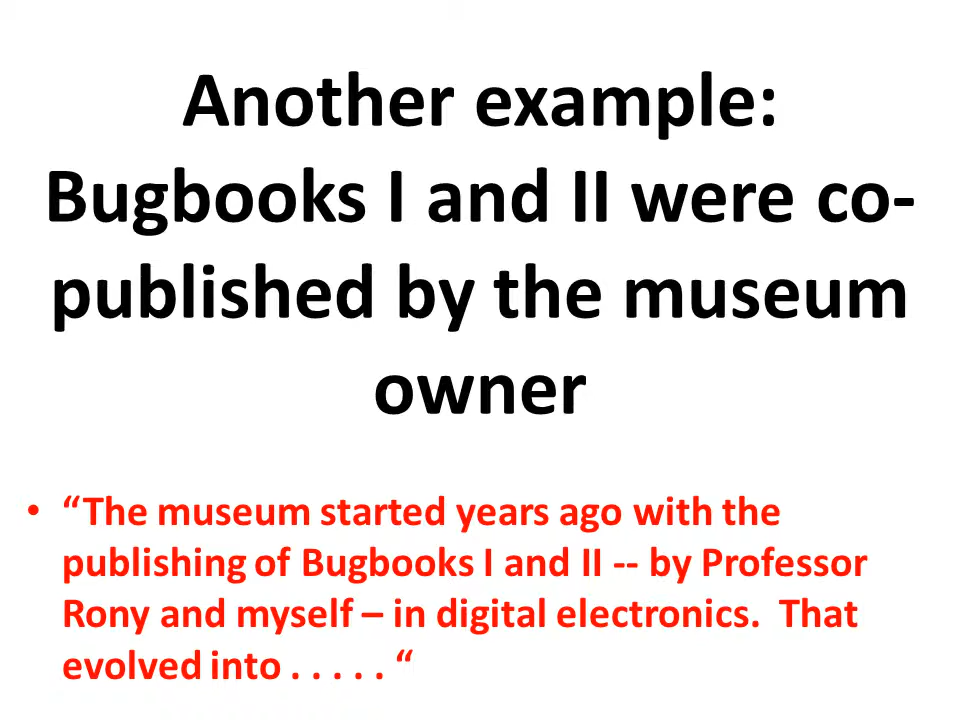 Another example:
Bugbooks I and II were co-
published by the museum
owner
• “The museum started years ago with the
publishing of Bugbooks I and II -- by Professor
Rony and myself – in digital electronics.  That
evolved into . . . . . “